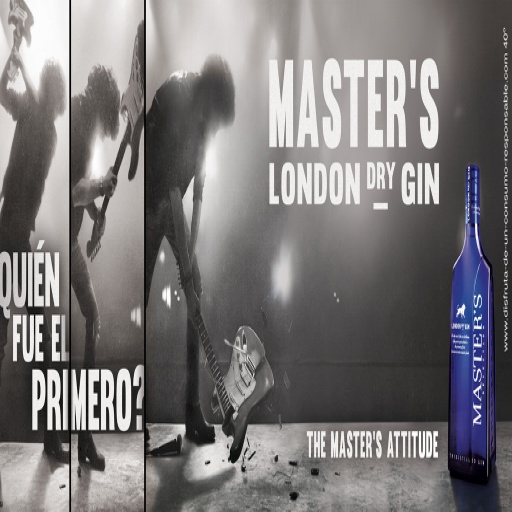 ¿QUIÉN
FUE EL
PRIMERO?
MASTER'S
LONDON DRY GIN
THE MASTER'S ATTITUDE
LONDON DRY GIN
MASTER'S
www.disfruta-de-un-consumo-responsable.com 40°